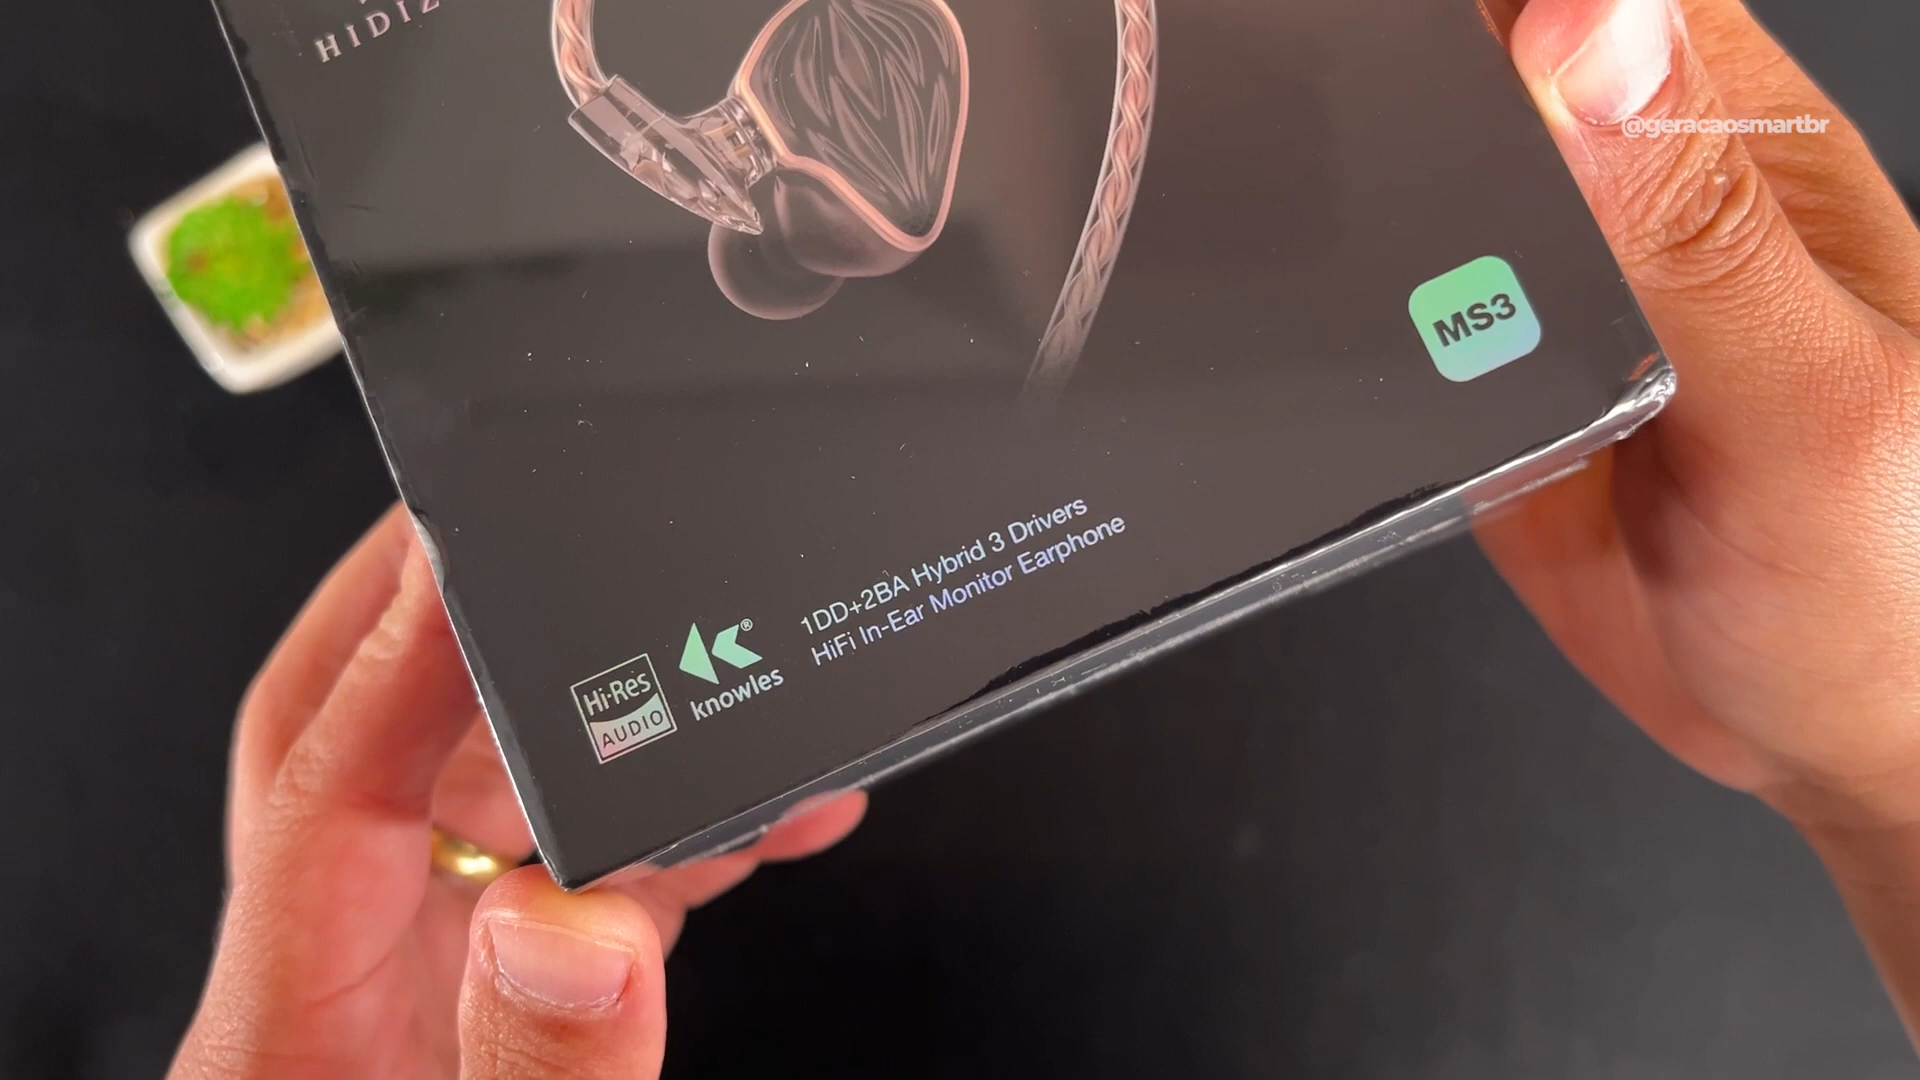 HIDIZ
@geracaosmartbr
MS3
1DD+2BA Hybrid 3 Drivers
HiFi In-Ear Monitor Earphone
Hi-Res
AUDIO
®
knowles